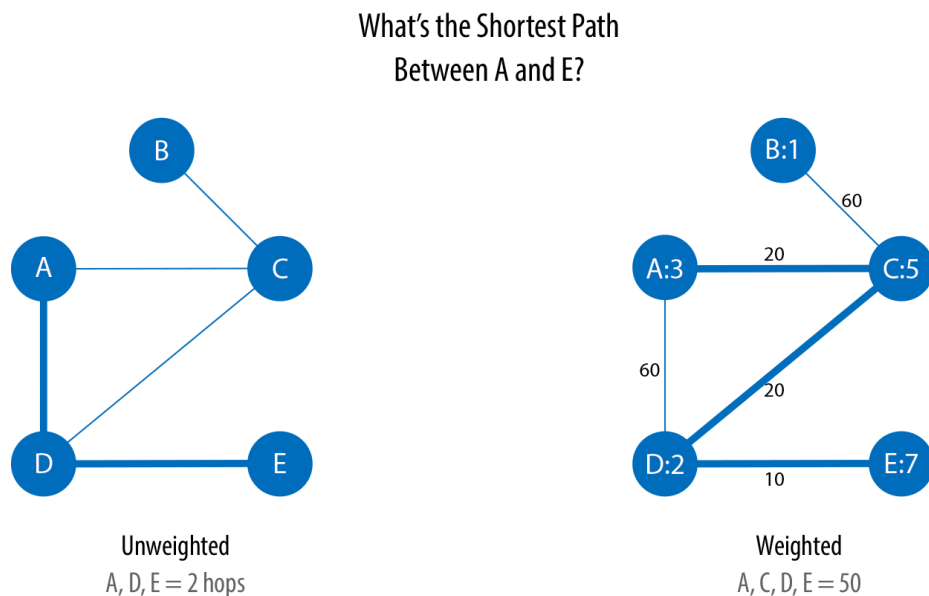 What's the Shortest Path
Between A and E?
B
A
C
D
E
Unweighted
A, D, E = 2 hops
B:1
60
20
A:3
C:5
60
20
D:2
E:7
10
Weighted
A, C, D, E = 50